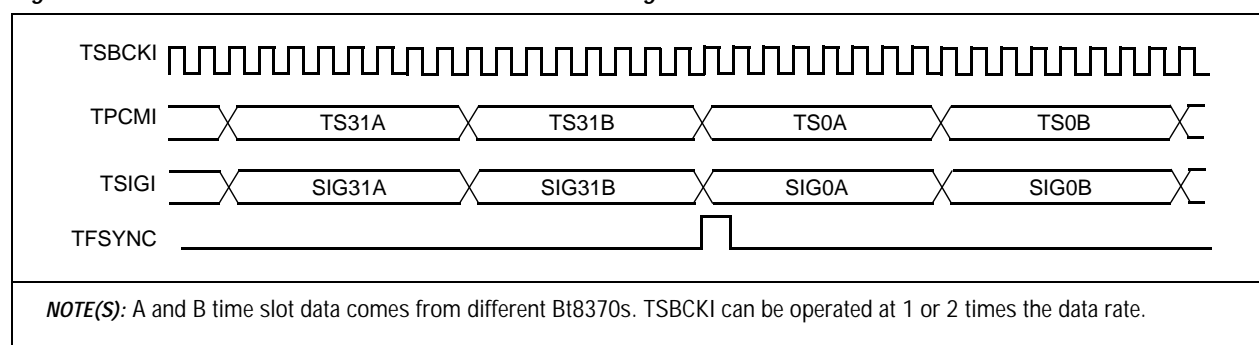 TSBCKI
TPCMI TS31A TS31B TS0A TS0B
TSIGI SIG31A SIG31B SIG0A SIG0B
TFSYNC
NOTE(S): A and B time slot data comes from different Bt8370s. TSBCKI can be operated at 1 or 2 times the data rate.